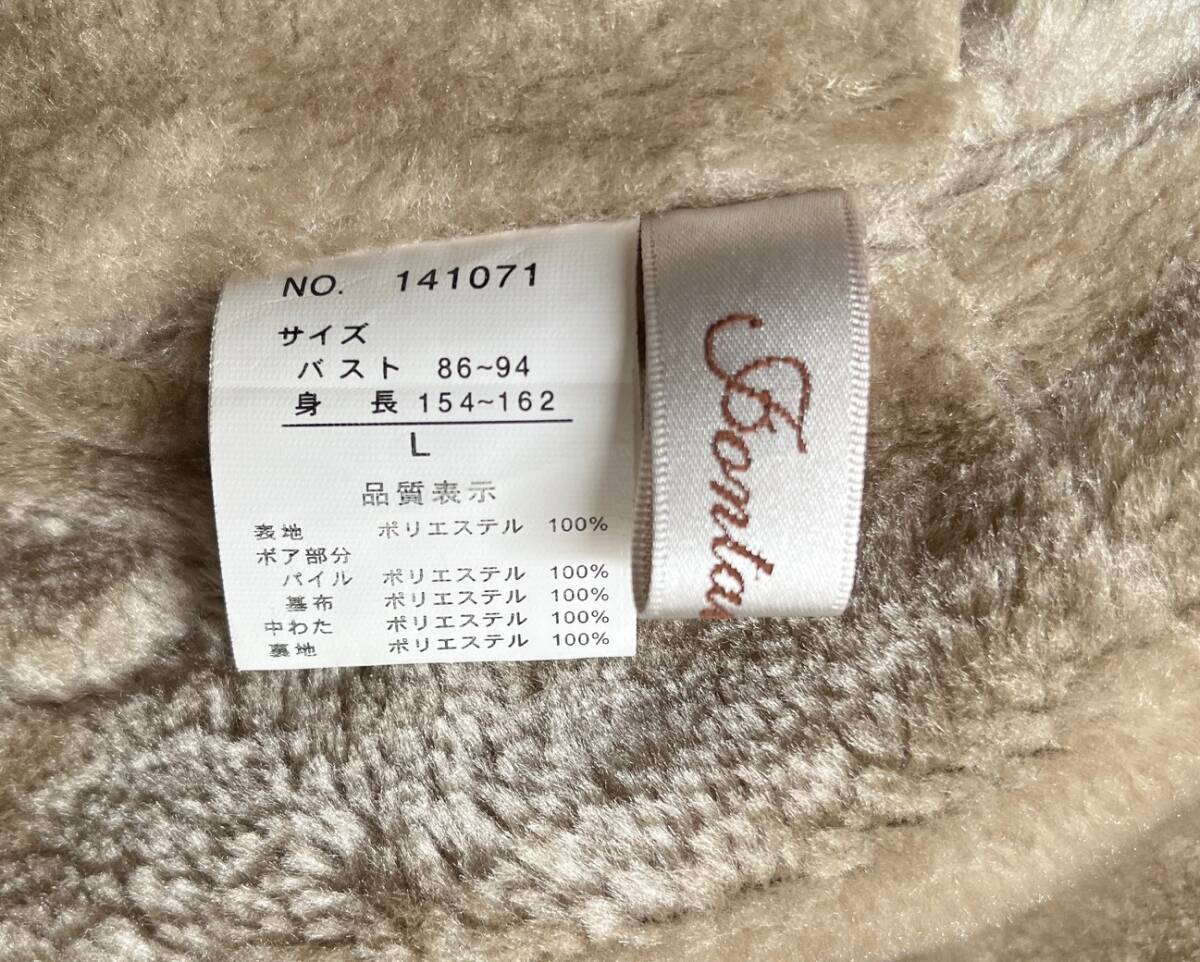 NO. 141071
サイズ
バスト 86~94
身 長 154~162
L
品質表示
表地 ポリエステル 100%
ボア部分
パイル ポリエステル 100%
基布 ポリエステル 100%
中わた ポリエステル 100%
裏地 ポリエステル 100%